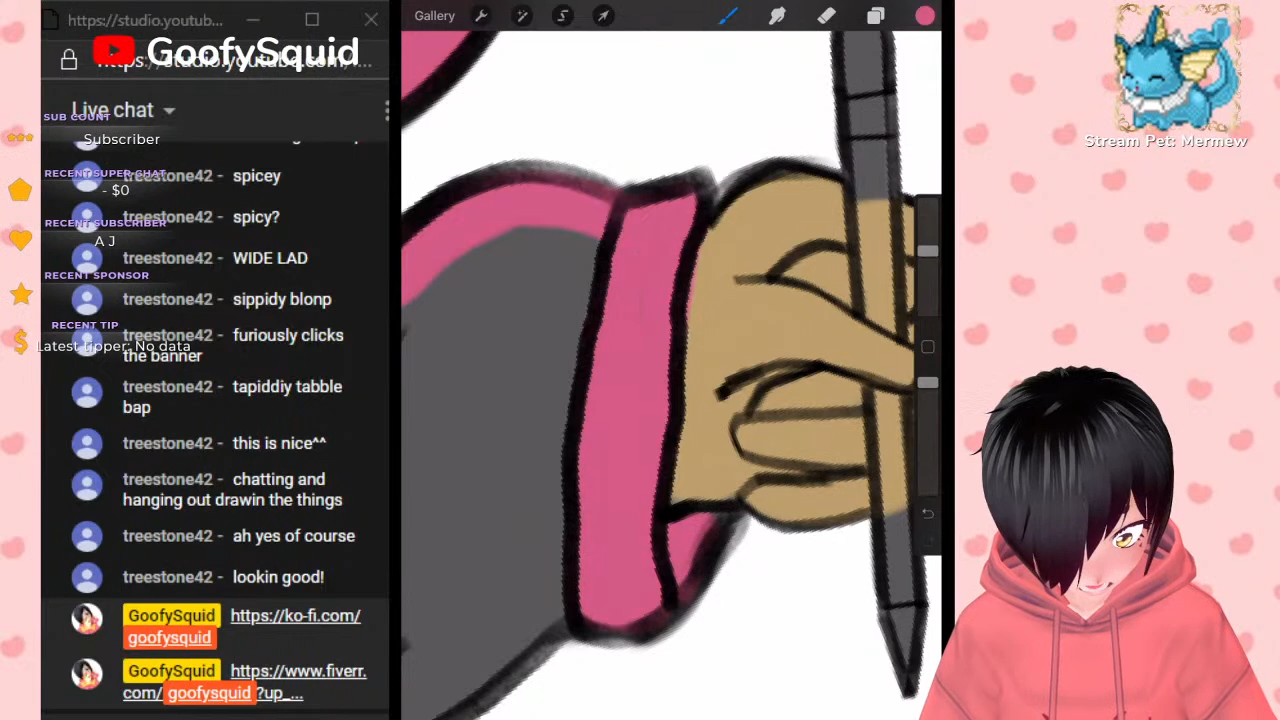 https://studio.youtub...
GoofySquid
https://studio.youtube.com/...
Live chat
SUB COUNT
Subscriber
treestone42 - spicey
RECENT SUPER CHAT
- $0
treestone42 - spicy?
RECENT SUBSCRIBER
A J
treestone42 - WIDE LAD
RECENT SPONSOR
treestone42 - sippidy blonp
RECENT TIP
treestone42 - furiously clicks
Latest tipper: No data
the banner
treestone42 - tapiddiy tabble
bap
treestone42 - this is nice^^
treestone42 - chatting and
hanging out drawin the things
treestone42 - ah yes of course
treestone42 - lookin good!
GoofySquid https://ko-fi.com/
goofysquid
GoofySquid https://www.fiverr.
com/goofysquid?up_...
Gallery
Stream Pet: Mermew